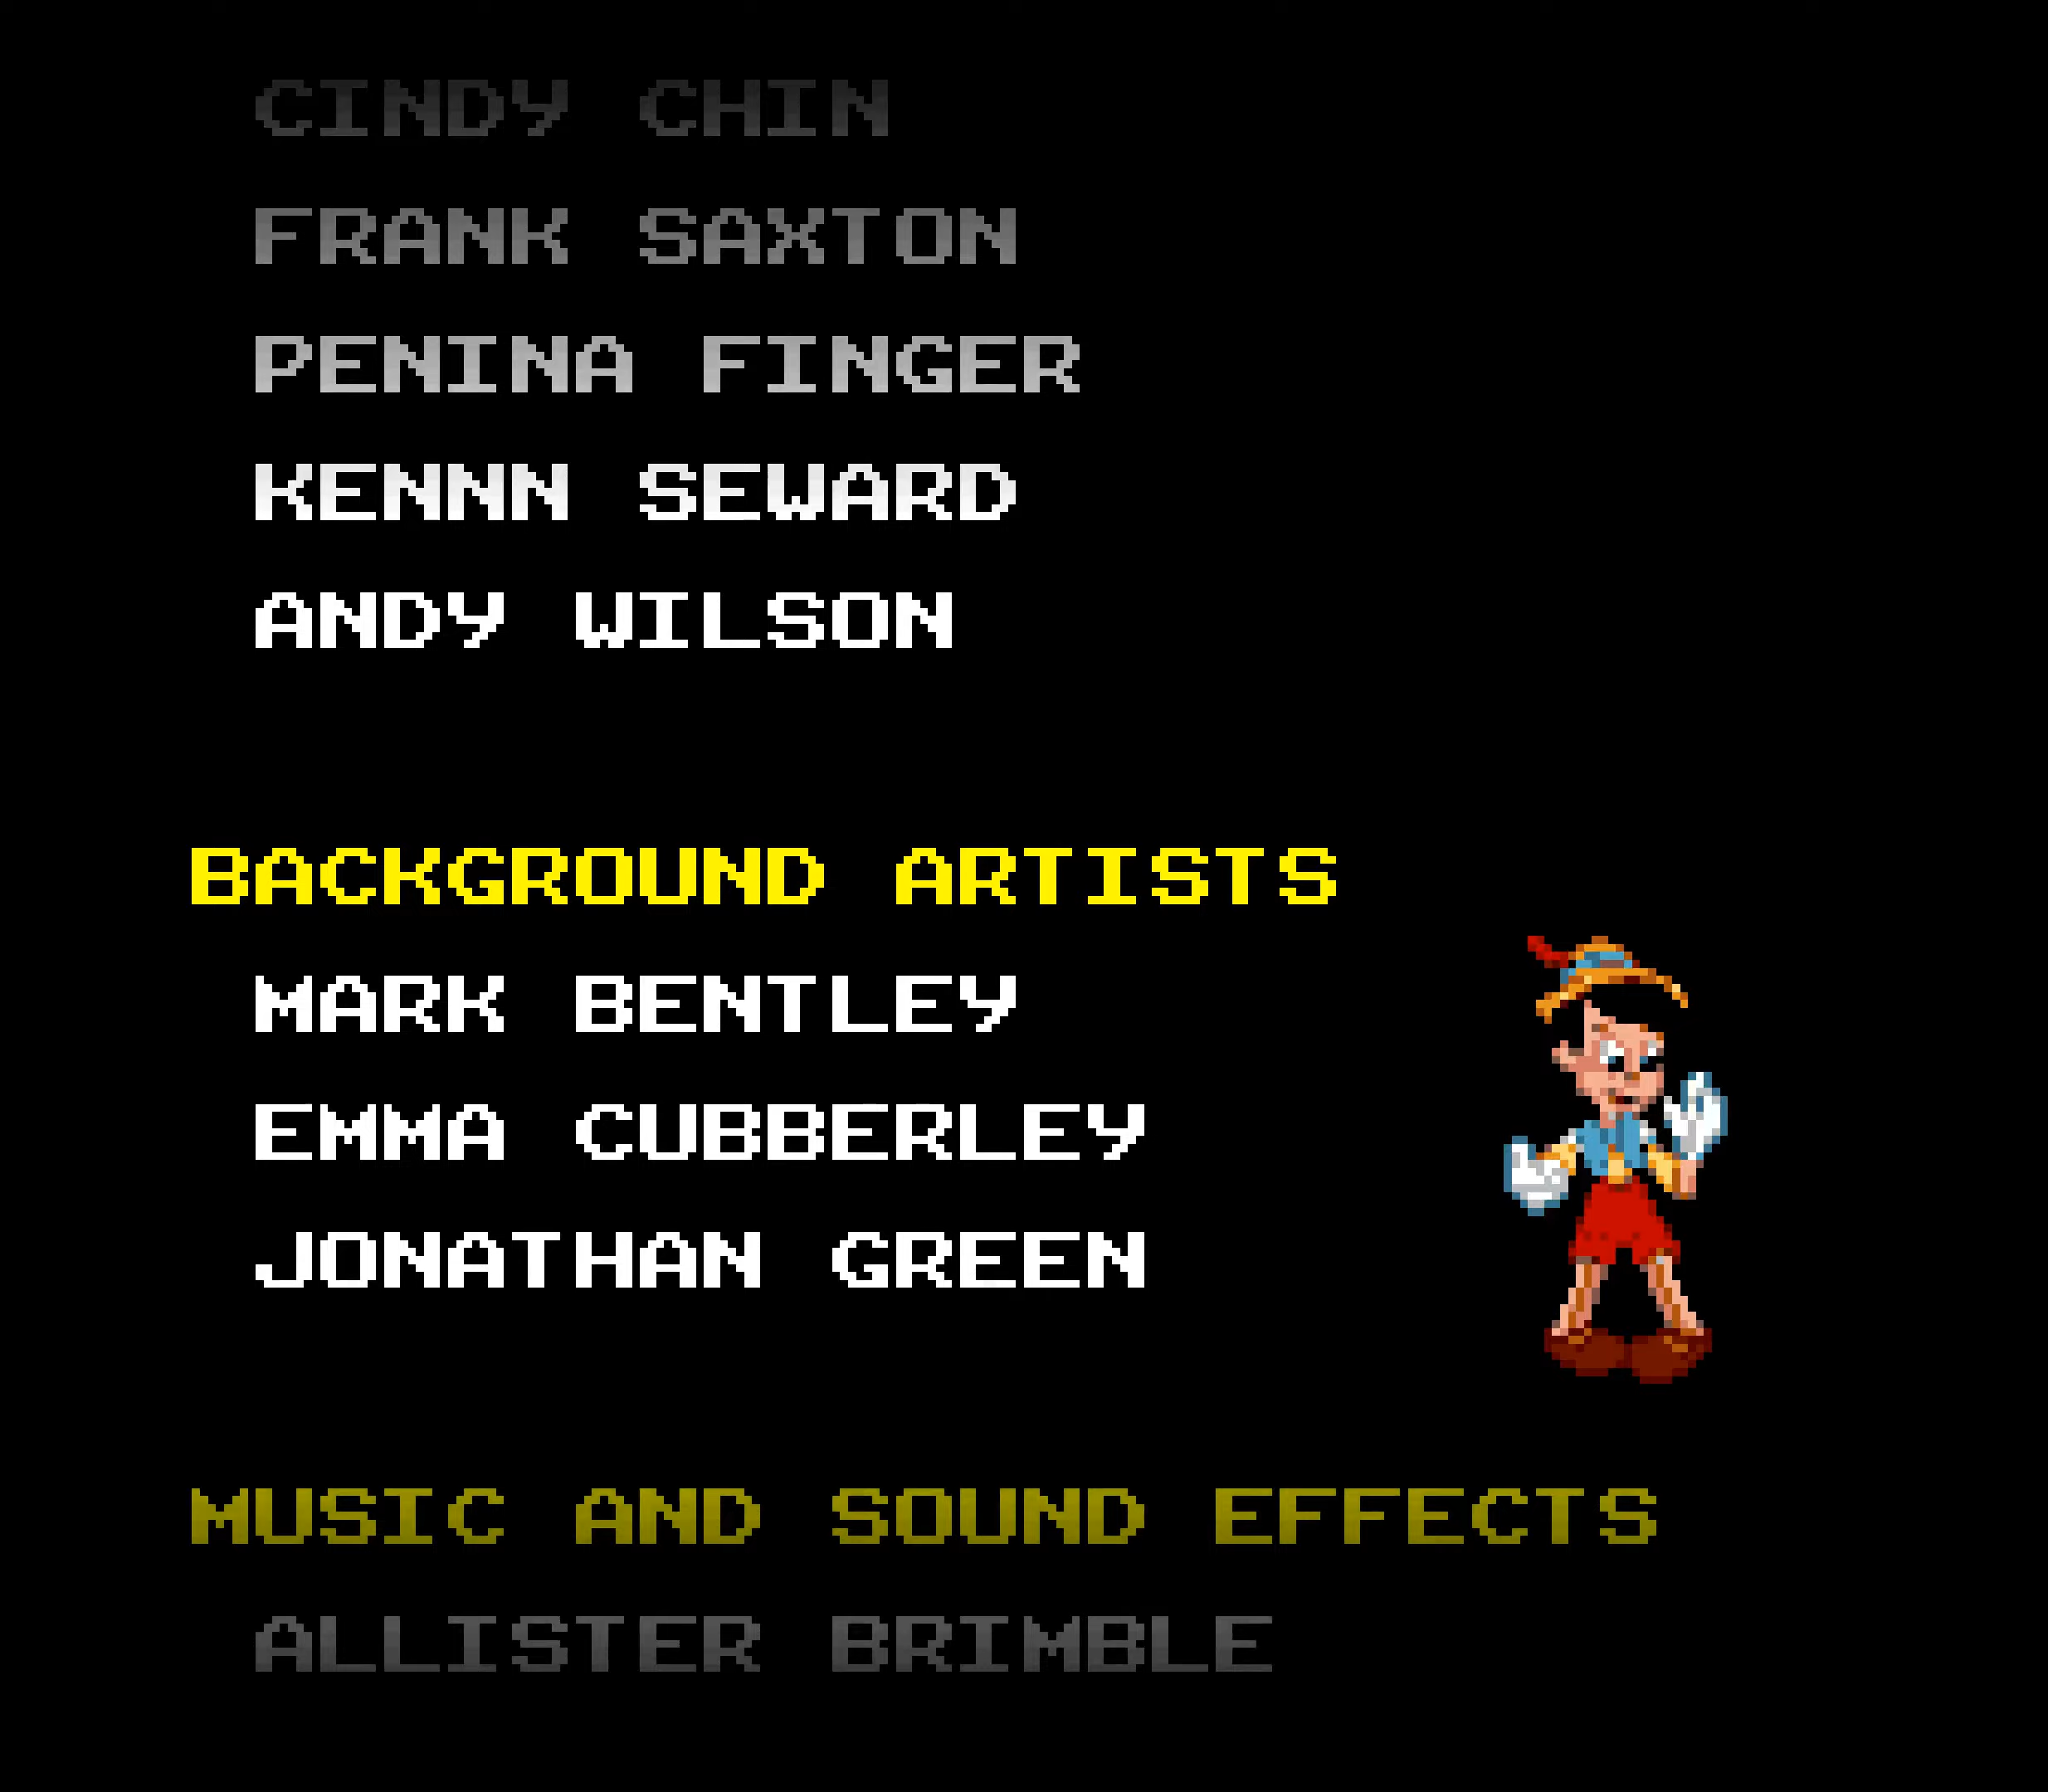 CINDY CHIN
FRANK SAXTON
PENINA FINGER
KENNN SEWARD
ANDY WILSON
BACKGROUND ARTISTS
MARK BENTLEY
EMMA CUBBERLEY
JONATHAN GREEN
MUSIC AND SOUND EFFECTS
ALLISTER BRIMBLE